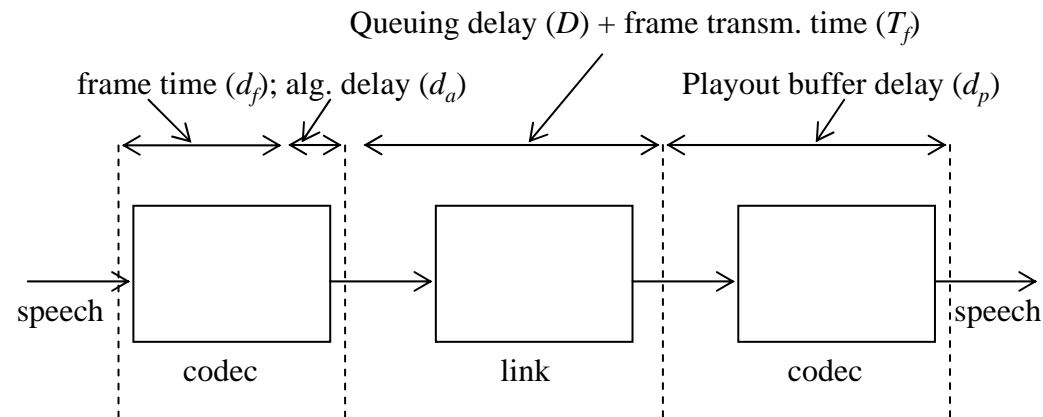 Queuing delay (D) + frame transm. time (T_f)
frame time (d_f); alg. delay (d_a)
Playout buffer delay (d_p)
speech
speech
codec
link
codec